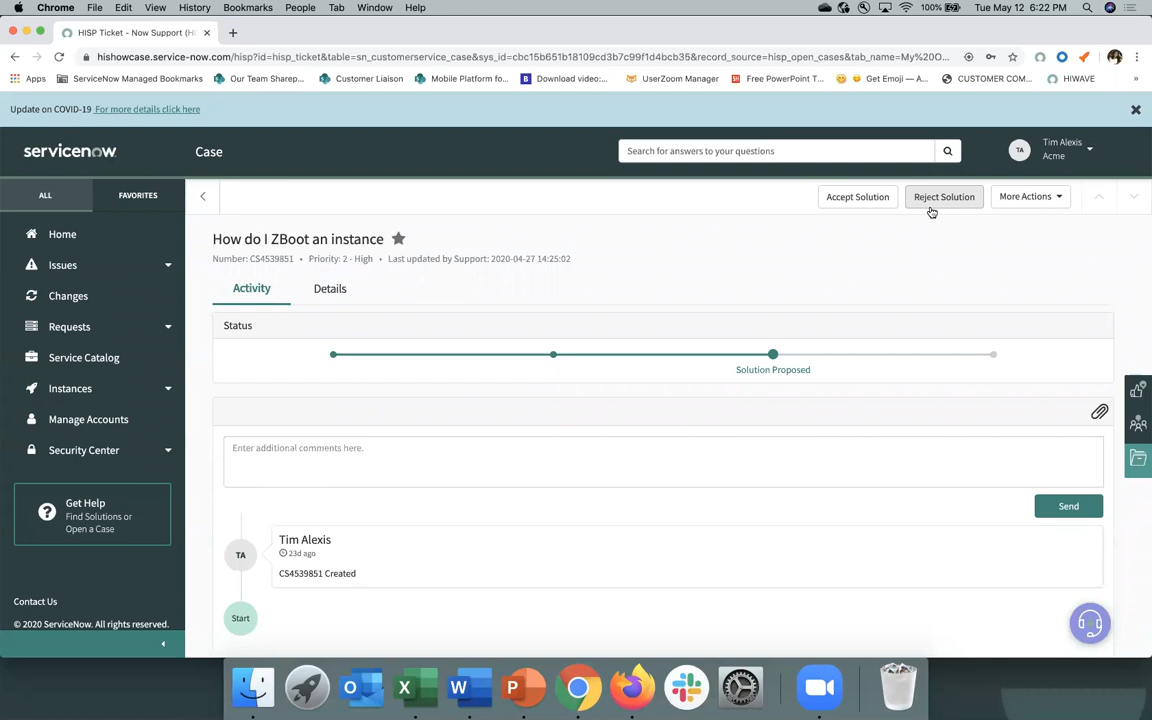 Chrome File Edit View History Bookmarks People Tab Window Help 100% Tue May 12 6:22 PM
HISP Ticket - Now Support (H
hishowcase.service-now.com/hisp?id=hisp_ticket&table=sn_customerservice_case&sys_id=cbc15b651b18109cd3b7c99f1d4bcb35&record_source=hisp_open_cases&tab_name=My%20O...
Apps ServiceNow Managed Bookmarks Our Team Sharep... Customer Liaison Mobile Platform fo... Download video:... UserZoom Manager Free PowerPoint T... Get Emoji — A... CUSTOMER COM... HIWAVE »
Update on COVID-19 For more details click here
servicenow Case Search for answers to your questions TA Tim Alexis
Acme
ALL FAVORITES Accept Solution Reject Solution More Actions
Home
How do I ZBoot an instance
Number: CS4539851 • Priority: 2 - High • Last updated by Support: 2020-04-27 14:25:02
Issues
Activity Details
Changes
Status
Requests
Service Catalog
Solution Proposed
Instances
Manage Accounts
Enter additional comments here.
Security Center
Get Help
Find Solutions or
Open a Case
Send
Tim Alexis
TA
23d ago
CS4539851 Created
Contact Us
Start
© 2020 ServiceNow. All rights reserved.